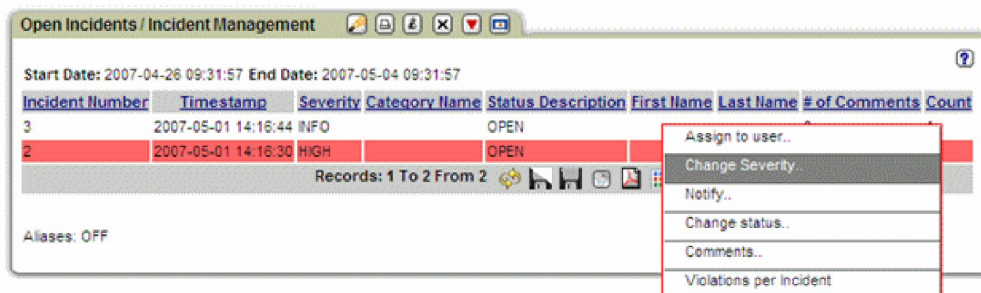 Open Incidents / Incident Management
Start Date: 2007-04-26 09:31:57 End Date: 2007-05-04 09:31:57
Incident Number Timestamp Severity Category Name Status Description First Name Last Name # of Comments Count
3 2007-05-01 14:16:44 INFO OPEN
2 2007-05-01 14:16:30 HIGH OPEN
Records: 1 To 2 From 2
Aliases: OFF
Assign to user..
Change Severity..
Notify..
Change status..
Comments..
Violations per Incident